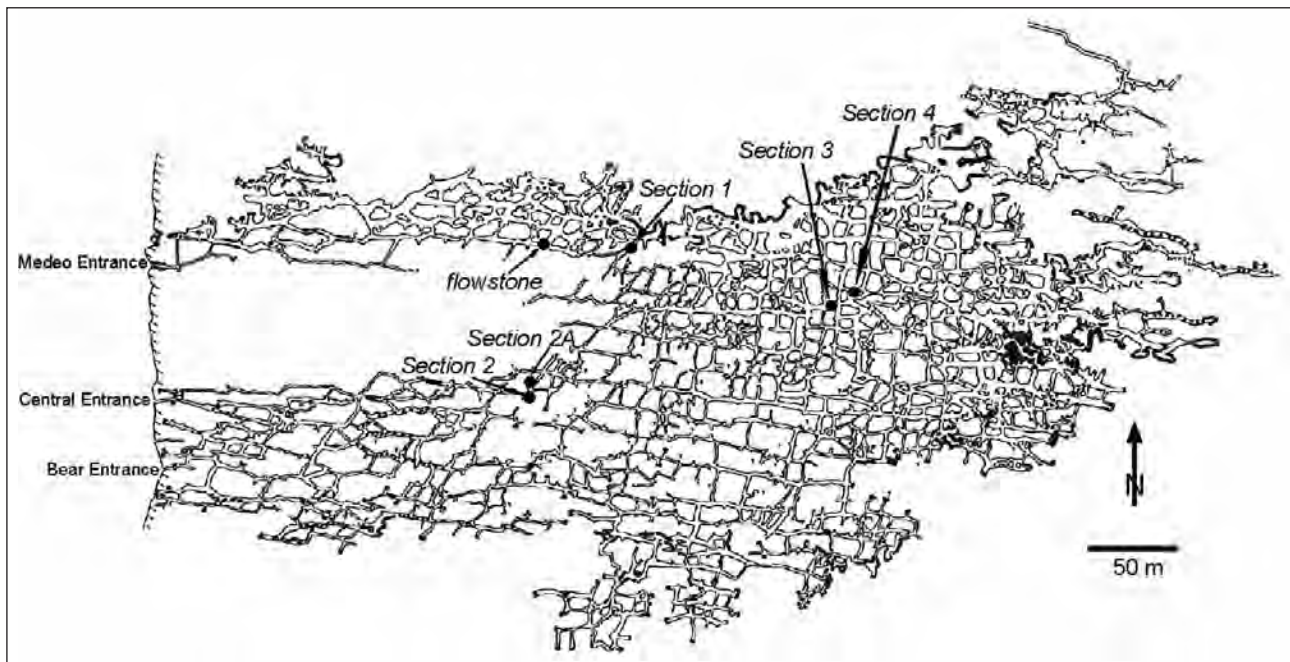 Section 4
Section 3
Section 1
Medeo Entrance
flowstone
Section 2A
Section 2
Central Entrance
Bear Entrance
N
50 m